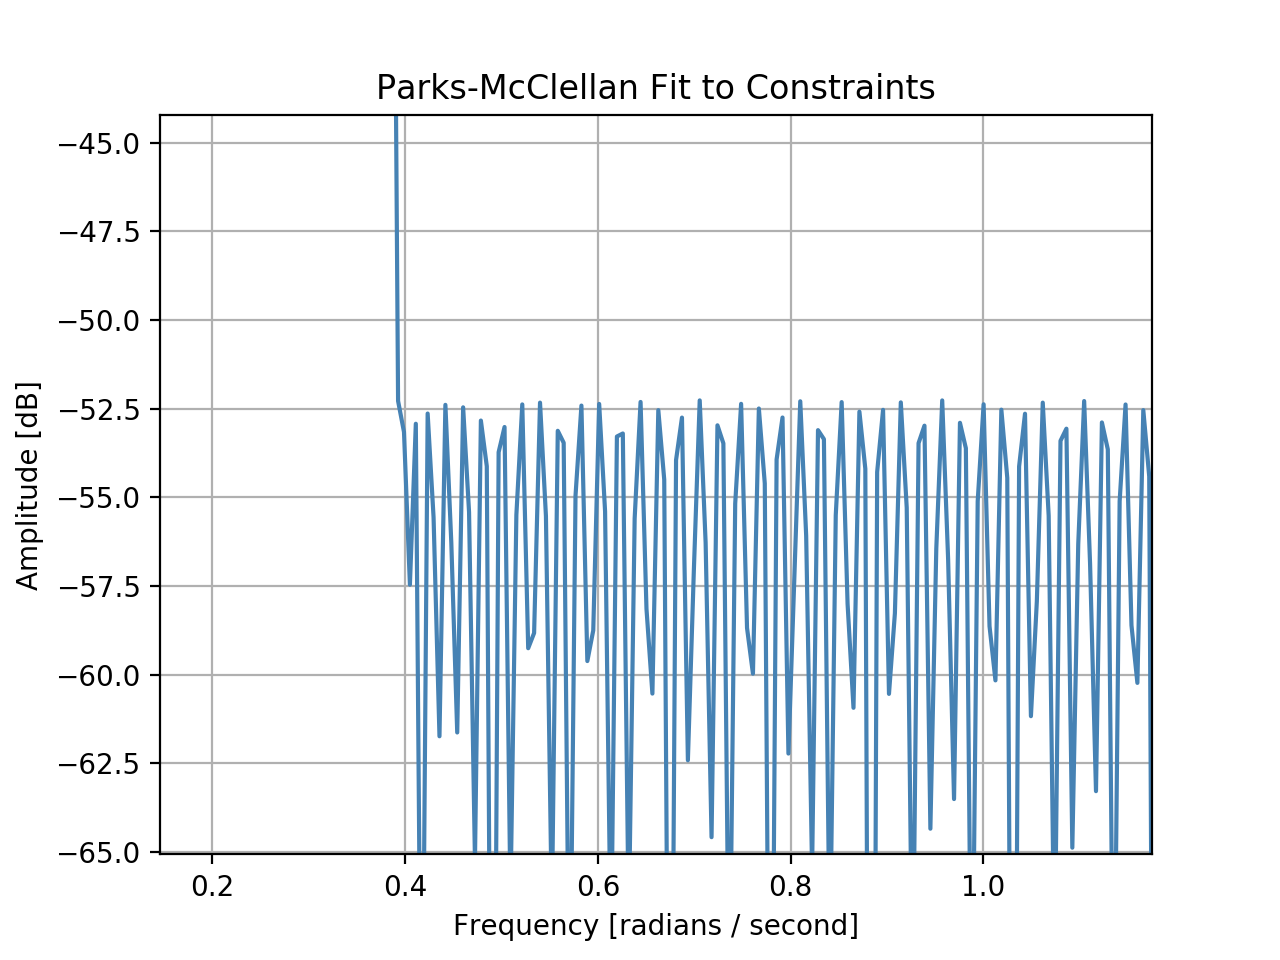 Parks-McClellan Fit to Constraints
−45.0
−47.5
−50.0
−52.5
−55.0
−57.5
−60.0
−62.5
−65.0
Amplitude [dB]
0.2 0.4 0.6 0.8 1.0
Frequency [radians / second]